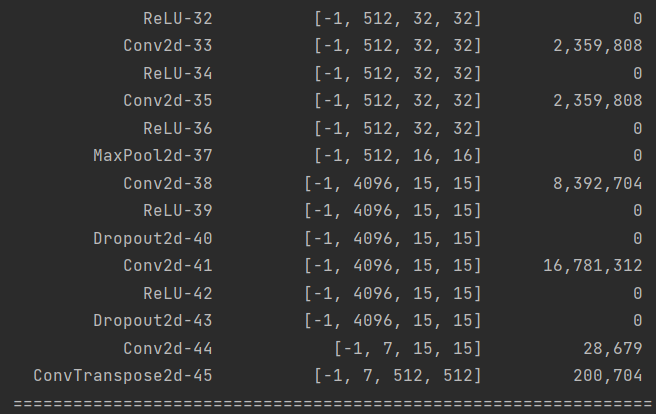 ReLU-32 [-1, 512, 32, 32] 0
Conv2d-33 [-1, 512, 32, 32] 2,359,808
ReLU-34 [-1, 512, 32, 32] 0
Conv2d-35 [-1, 512, 32, 32] 2,359,808
ReLU-36 [-1, 512, 32, 32] 0
MaxPool2d-37 [-1, 512, 16, 16] 0
Conv2d-38 [-1, 4096, 15, 15] 8,392,704
ReLU-39 [-1, 4096, 15, 15] 0
Dropout2d-40 [-1, 4096, 15, 15] 0
Conv2d-41 [-1, 4096, 15, 15] 16,781,312
ReLU-42 [-1, 4096, 15, 15] 0
Dropout2d-43 [-1, 4096, 15, 15] 0
Conv2d-44 [-1, 7, 15, 15] 28,679
ConvTranspose2d-45 [-1, 7, 512, 512] 200,704
================================================================